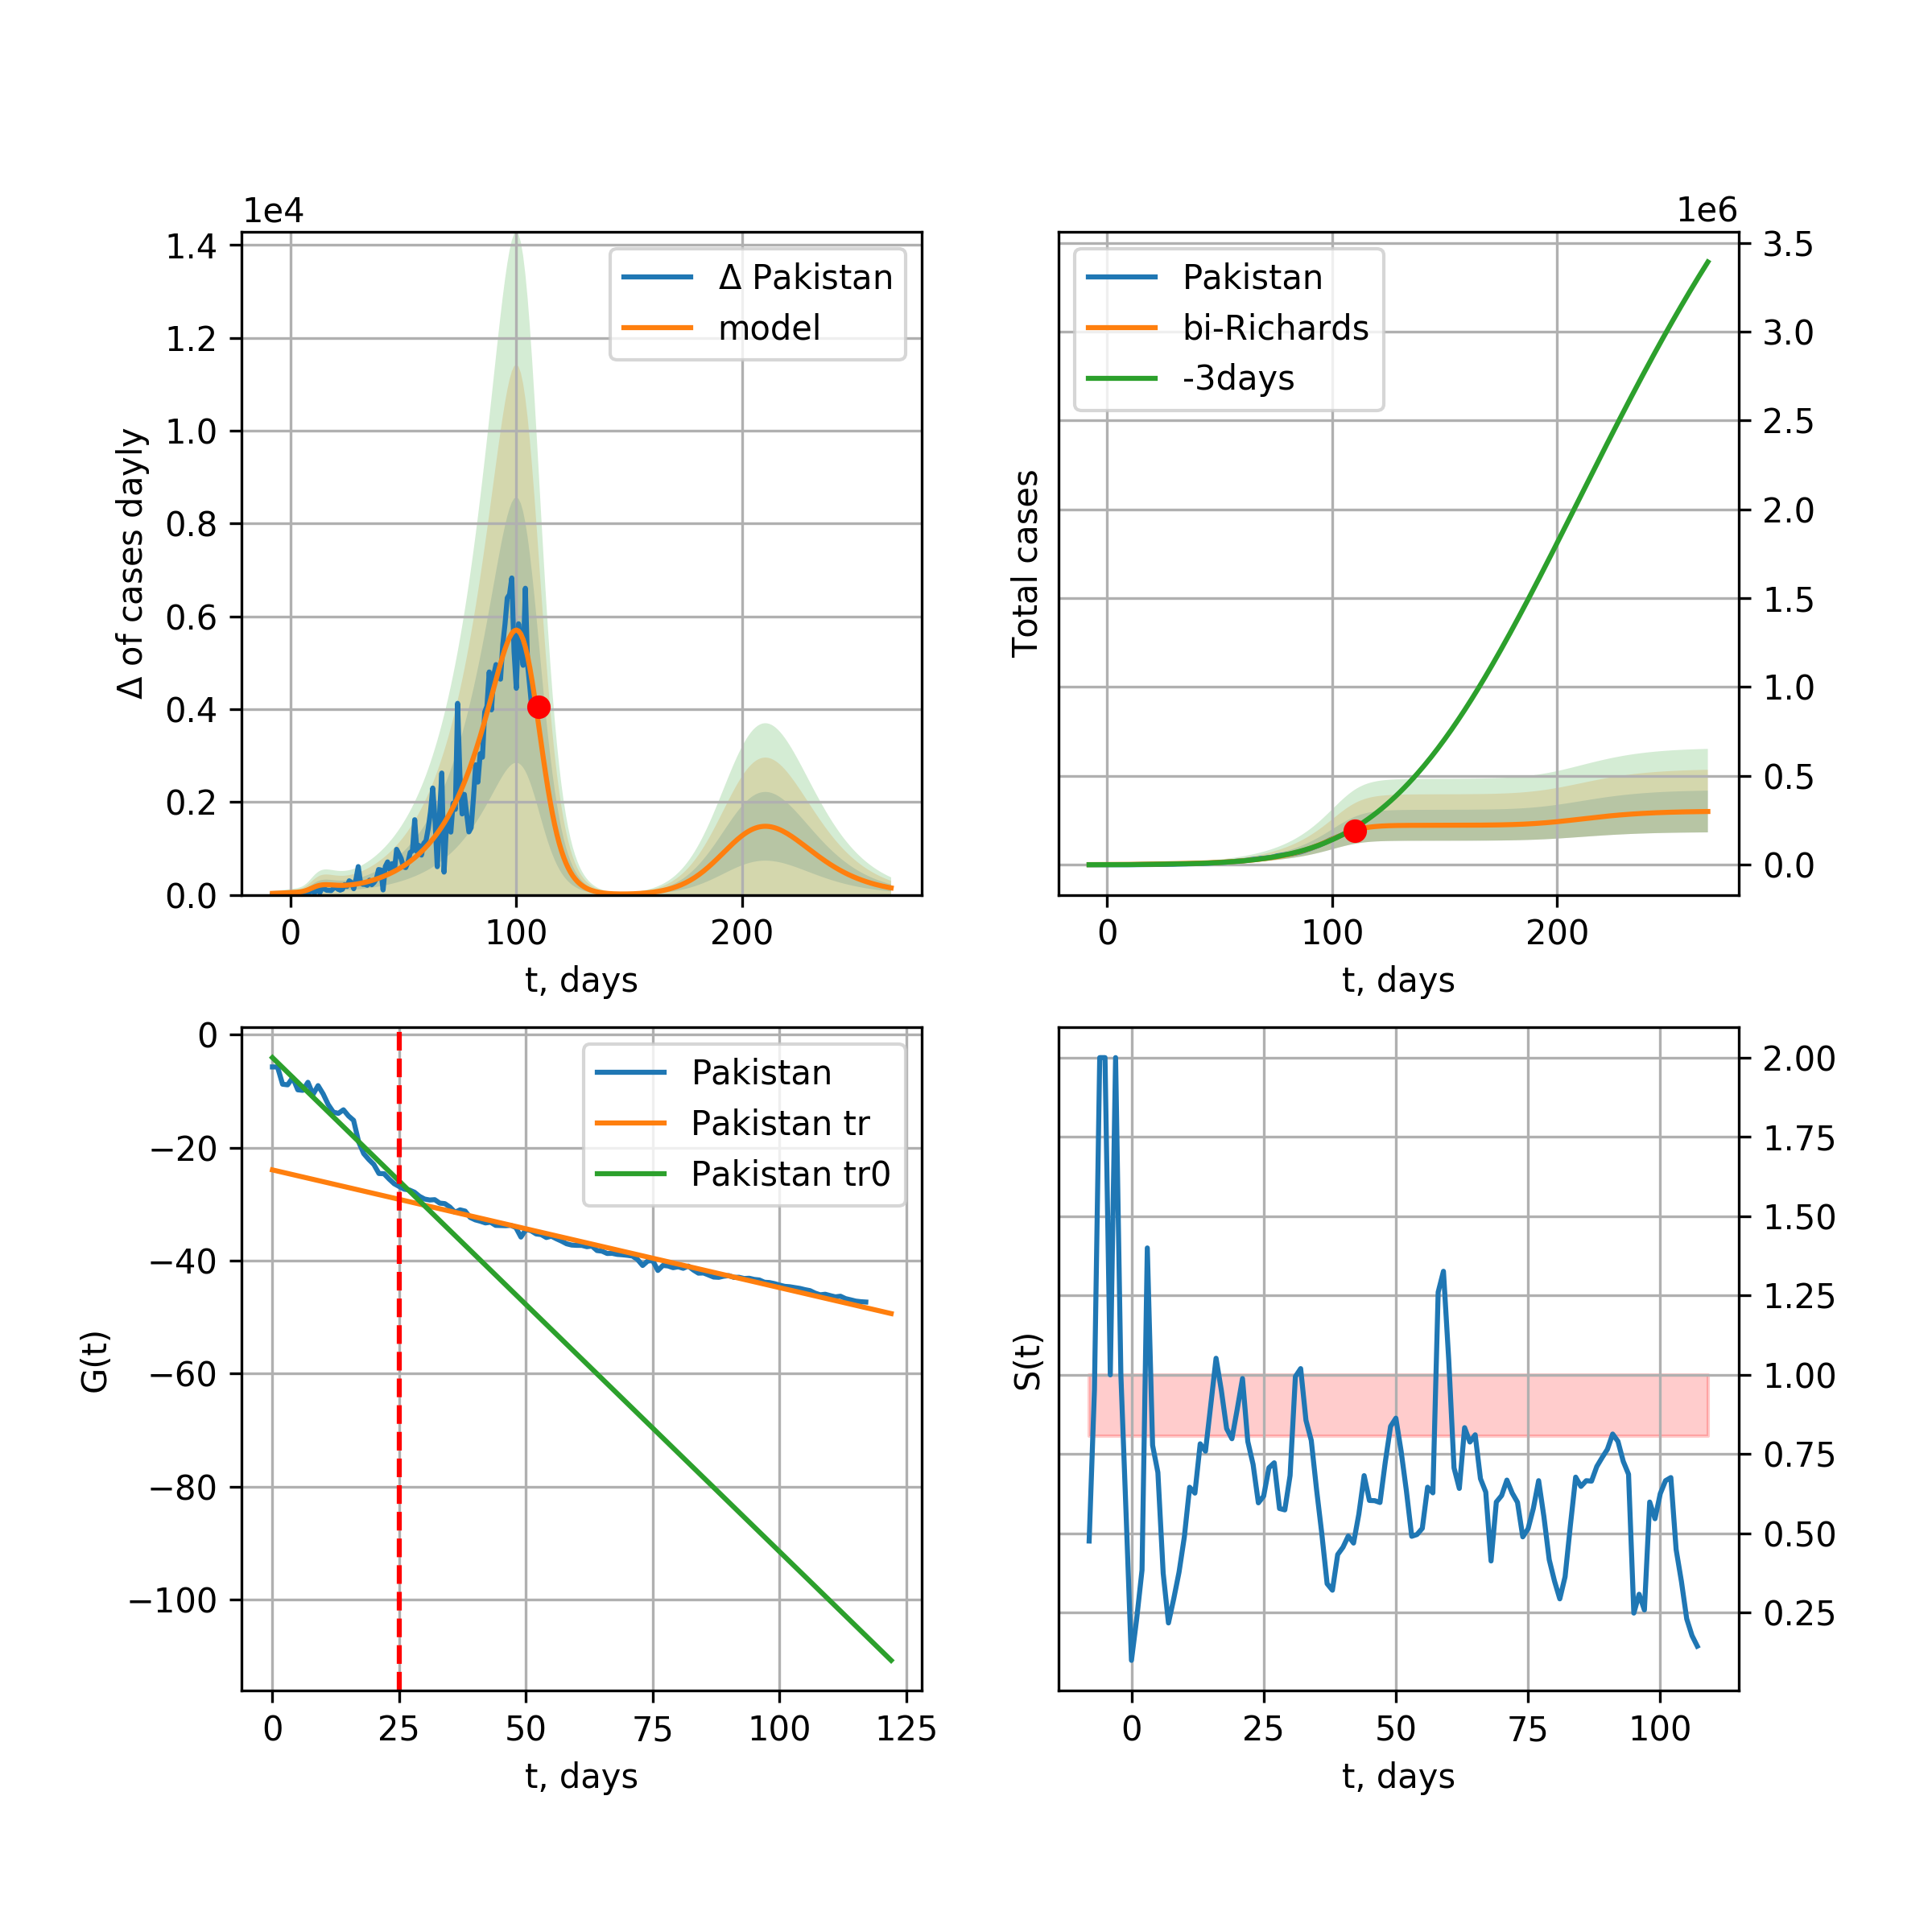 1e4
1.4
1.2
1.0
0.8
0.6
0.4
0.2
0.0
Δ of cases dayly
Δ Pakistan
model
0 100 200
t, days
1e6
3.5
3.0
2.5
2.0
1.5
1.0
0.5
0.0
Total cases
Pakistan
bi-Richards
-3days
0 100 200
t, days
0
−20
−40
−60
−80
−100
G(t)
Pakistan
Pakistan tr
Pakistan tr0
0 25 50 75 100 125
t, days
2.00
1.75
1.50
1.25
1.00
0.75
0.50
0.25
S(t)
0 25 50 75 100
t, days